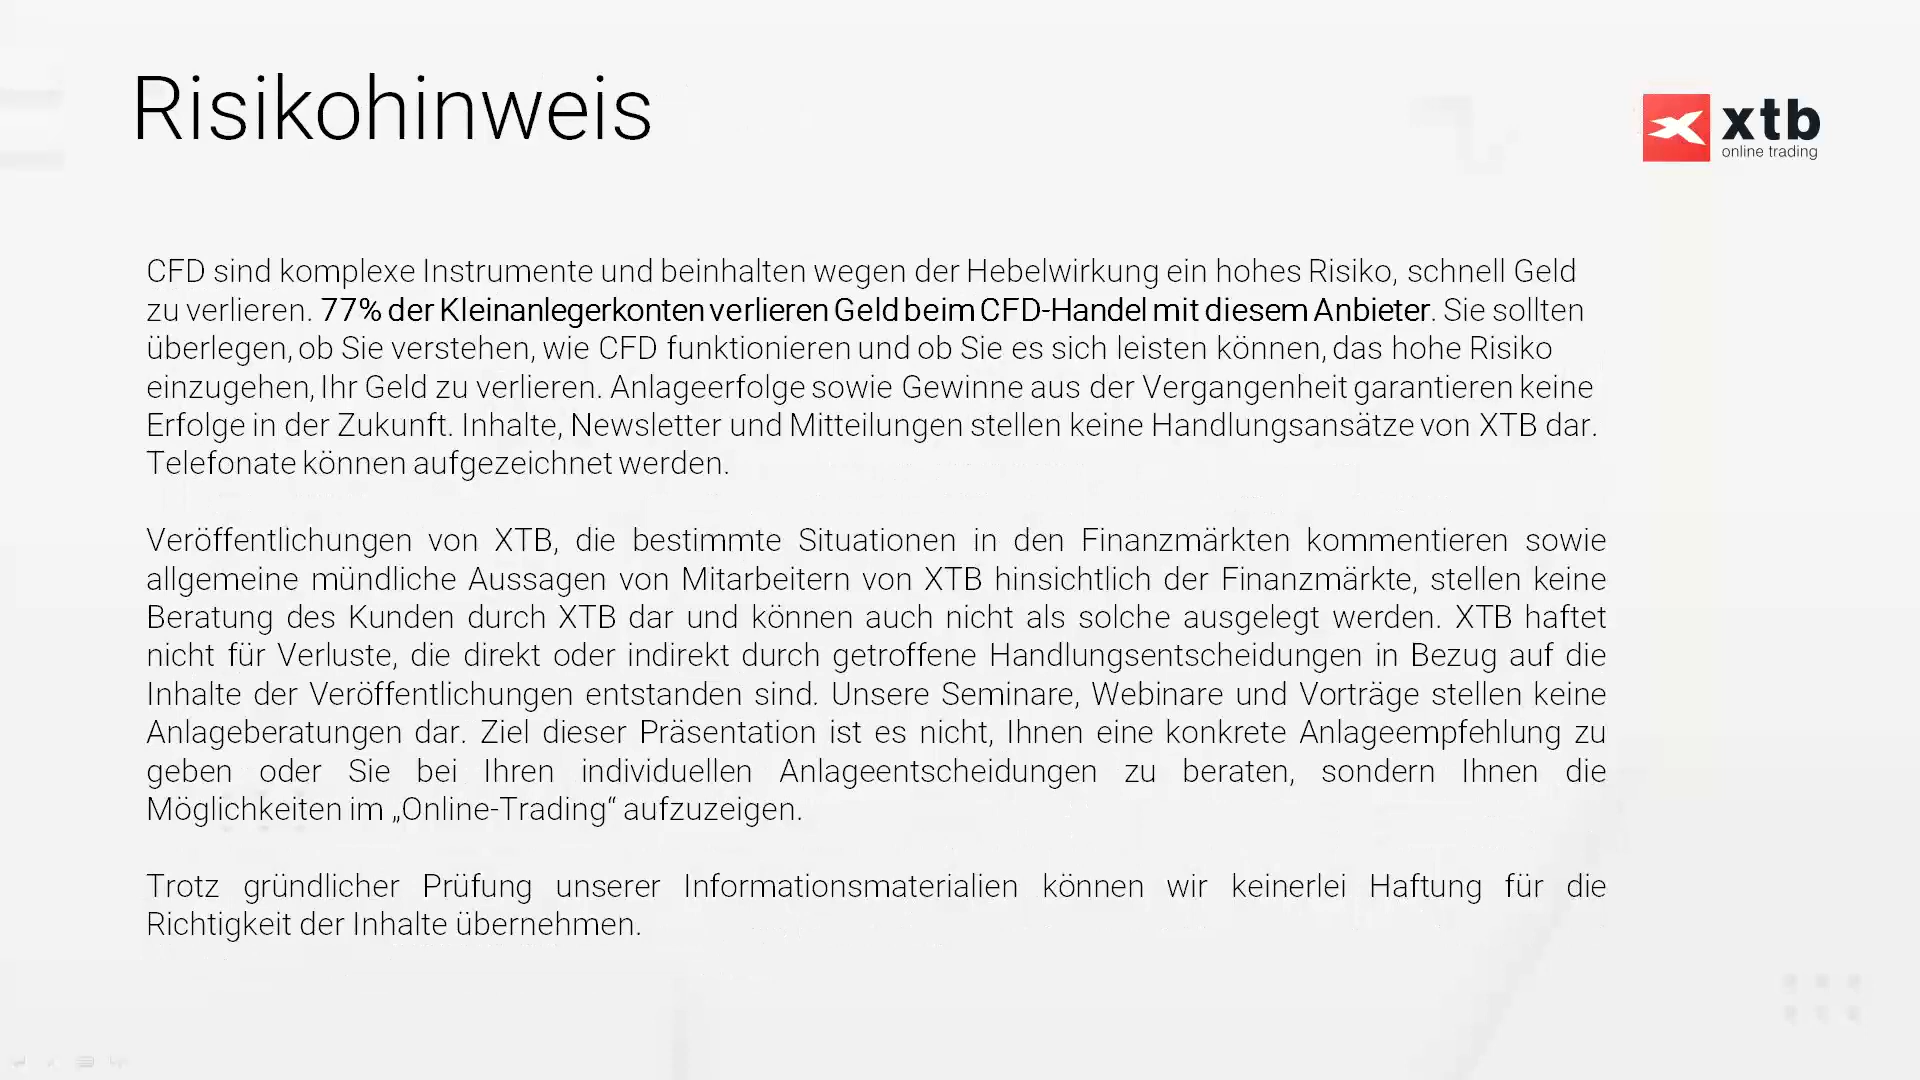 Risikohinweis
xtb
online trading
CFD sind komplexe Instrumente und beinhalten wegen der Hebelwirkung ein hohes Risiko, schnell Geld
zu verlieren. 77% der Kleinanlegerkonten verlieren Geld beim CFD-Handel mit diesem Anbieter. Sie sollten
überlegen, ob Sie verstehen, wie CFD funktionieren und ob Sie es sich leisten können, das hohe Risiko
einzugehen, Ihr Geld zu verlieren. Anlageerfolge sowie Gewinne aus der Vergangenheit garantieren keine
Erfolge in der Zukunft. Inhalte, Newsletter und Mitteilungen stellen keine Handlungsansätze von XTB dar.
Telefonate können aufgezeichnet werden.
Veröffentlichungen von XTB, die bestimmte Situationen in den Finanzmärkten kommentieren sowie
allgemeine mündliche Aussagen von Mitarbeitern von XTB hinsichtlich der Finanzmärkte, stellen keine
Beratung des Kunden durch XTB dar und können auch nicht als solche ausgelegt werden. XTB haftet
nicht für Verluste, die direkt oder indirekt durch getroffene Handlungsentscheidungen in Bezug auf die
Inhalte der Veröffentlichungen entstanden sind. Unsere Seminare, Webinare und Vorträge stellen keine
Anlageberatungen dar. Ziel dieser Präsentation ist es nicht, Ihnen eine konkrete Anlageempfehlung zu
geben oder Sie bei Ihren individuellen Anlageentscheidungen zu beraten, sondern Ihnen die
Möglichkeiten im „Online-Trading“ aufzuzeigen.
Trotz gründlicher Prüfung unserer Informationsmaterialien können wir keinerlei Haftung für die
Richtigkeit der Inhalte übernehmen.